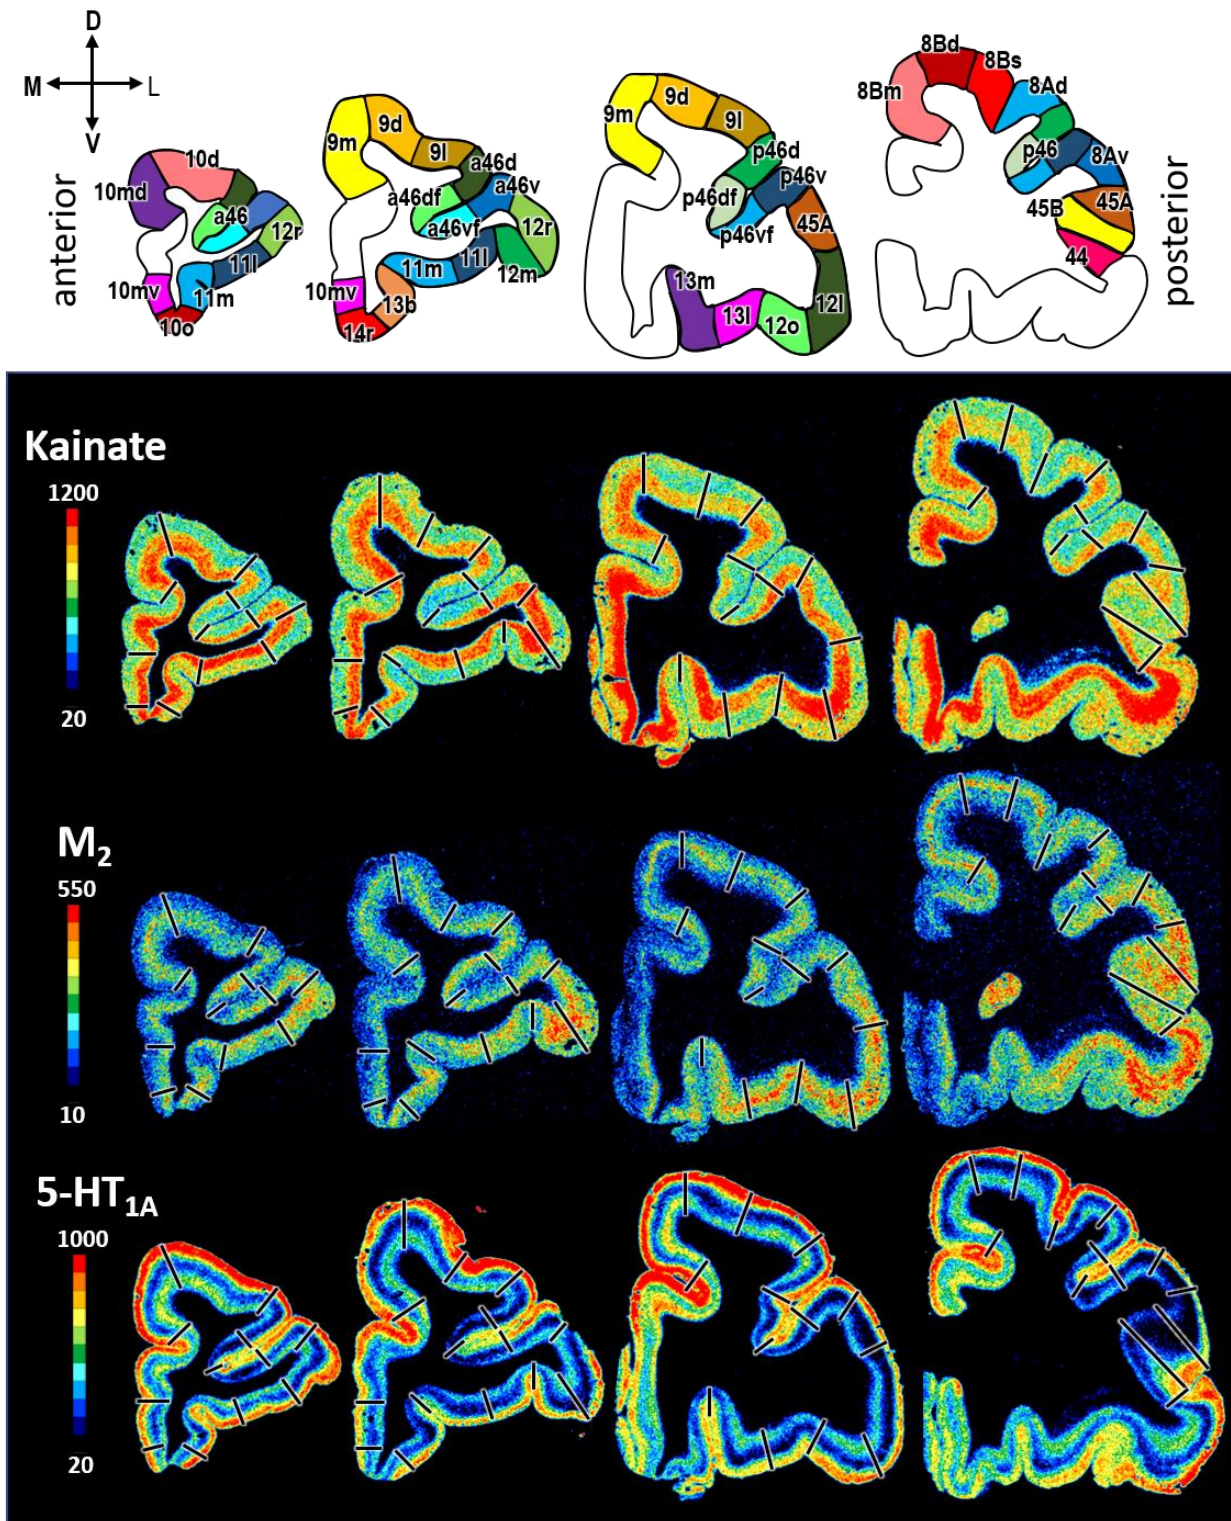 D
M L
V
anterior
10md
10d
a46
12r
11l
11m
10mv
10o
9m
9d
9l
a46d
a46v
a46df
a46vf
12r
12m
11l
11m
10mv
13b
14r
9m
9d
9l
p46d
p46v
p46df
p46vf
45A
13m
13l
12o
12l
8Bm
8Bd
8Bs
8Ad
p46
8Av
45A
45B
44
posterior
Kainate
1200
20
M2
550
10
5-HT1A
1000
20